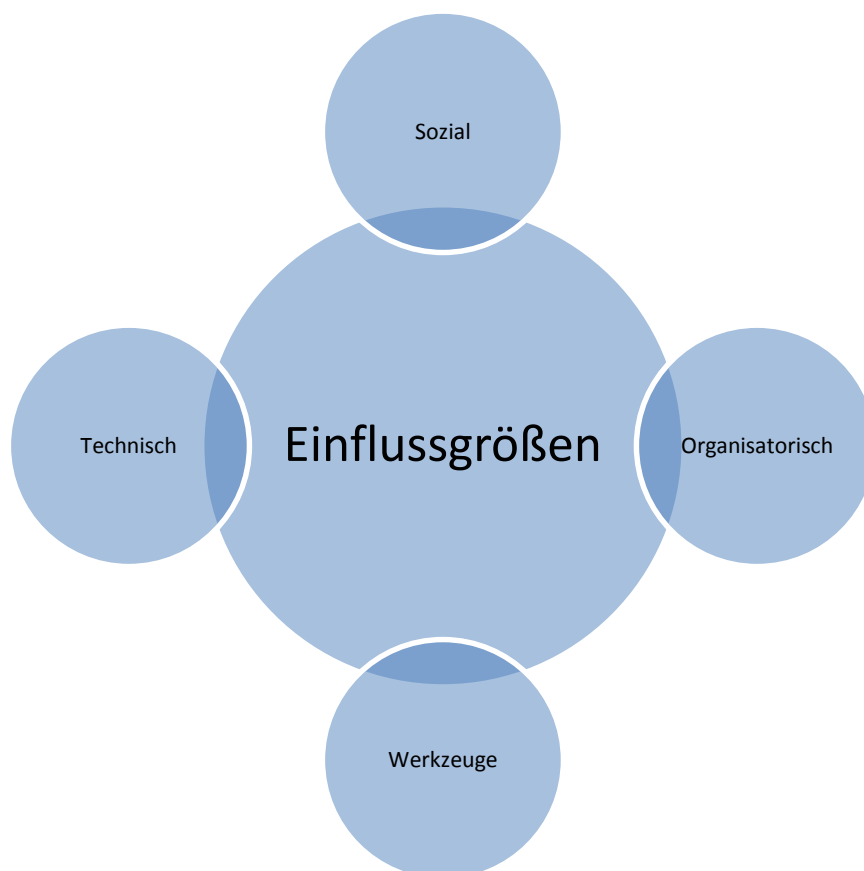 Sozial
Technisch
Einflussgrößen
Organisatorisch
Werkzeuge